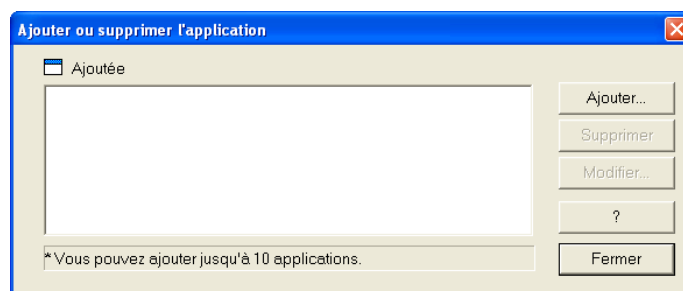 Ajouter ou supprimer l'application
Ajoutée
Ajouter...
Supprimer
Modifier...
?
* Vous pouvez ajouter jusqu'à 10 applications.
Fermer